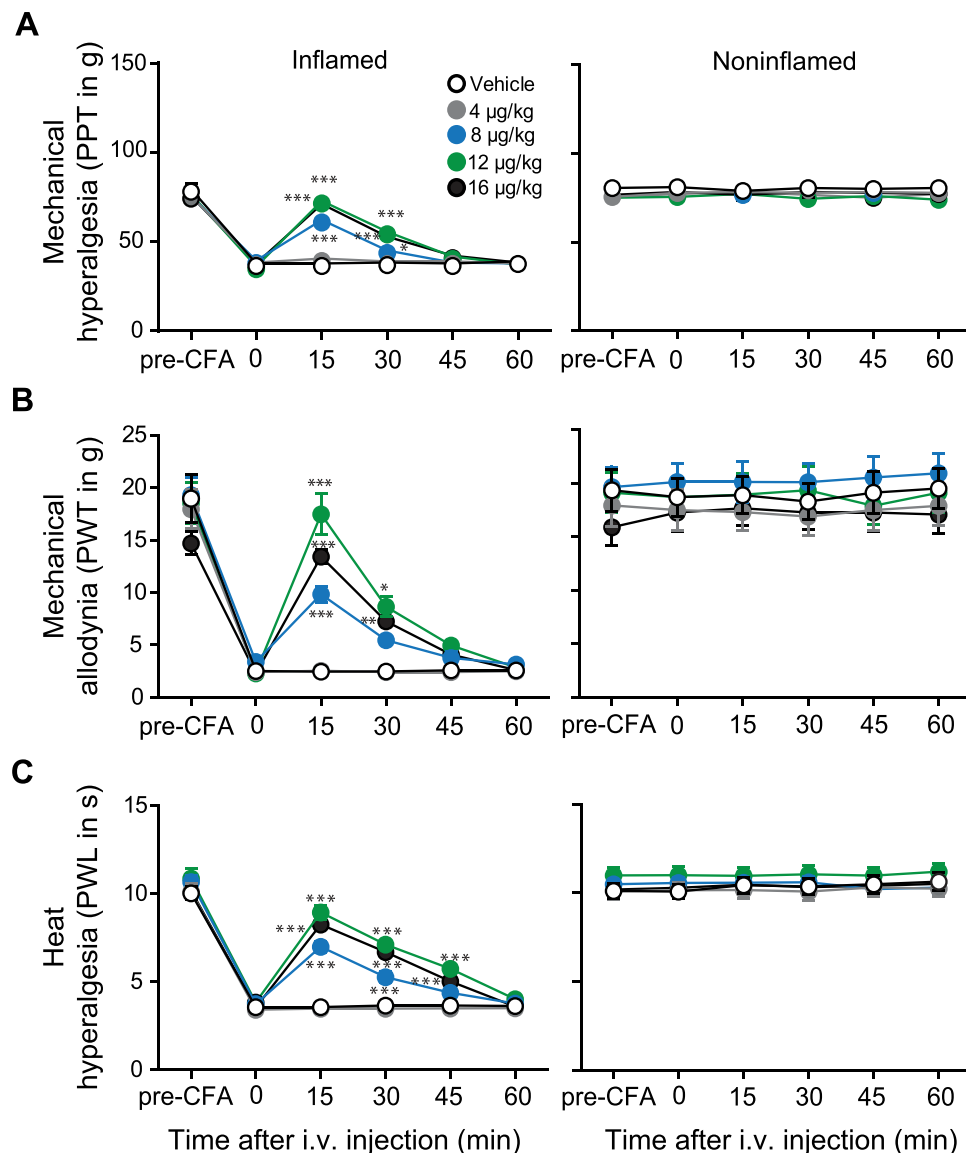 A
Inflamed
Noninflamed
Mechanical
hyperalgesia (PPT in g)
150
100
50
0
Vehicle
4 µg/kg
8 µg/kg
12 µg/kg
16 µg/kg
***
*** ***
*** *** *
pre-CFA 0 15 30 45 60
pre-CFA 0 15 30 45 60
B
Mechanical
allodynia (PWT in g)
25
20
15
10
5
0
***
***
*
*** **
pre-CFA 0 15 30 45 60
pre-CFA 0 15 30 45 60
C
Heat
hyperalgesia (PWL in s)
15
10
5
0
***
*** ***
*** *** ***
*** ***
pre-CFA 0 15 30 45 60
pre-CFA 0 15 30 45 60
Time after i.v. injection (min)
Time after i.v. injection (min)